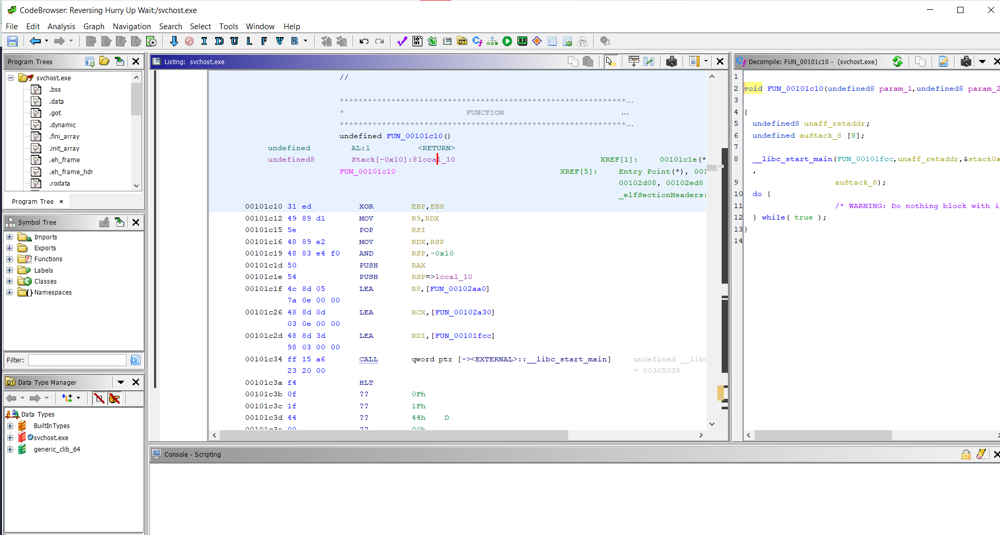 CodeBrowser: Reversing Hurry Up Wait:/svchost.exe
File Edit Analysis Graph Navigation Search Select Tools Window Help
I D U L F V B
Program Trees
svchost.exe
.bss
.data
.got
.dynamic
.fini_array
.init_array
.eh_frame
.eh_frame_hdr
.rodata
Program Tree ×
Symbol Tree
Imports
Exports
Functions
Labels
Classes
Namespaces
Filter:
Data Type Manager
Data Types
BuiltInTypes
svchost.exe
generic_clib_64
Listing: svchost.exe
//
*************************************************************...
* FUNCTION ...
*************************************************************...
undefined FUN_00101c10()
undefined AL:1 <RETURN>
undefined8 Stack[-0x10]:8local_10 XREF[1]: 00101c1e(*
FUN_00101c10 XREF[5]: Entry Point(*), 001
00102d08, 00102ed8
_elfSectionHeaders:
00101c10 31 ed XOR EBP,EBP
00101c12 49 89 d1 MOV R9,RDX
00101c15 5e POP RSI
00101c16 48 89 e2 MOV RDX,RSP
00101c19 48 83 e4 f0 AND RSP,-0x10
00101c1d 50 PUSH RAX
00101c1e 54 PUSH RSP=>local_10
00101c1f 4c 8d 05 LEA R8,[FUN_00102aa0]
7a 0e 00 00
00101c26 48 8d 0d LEA RCX,[FUN_00102a30]
03 0e 00 00
00101c2d 48 8d 3d LEA RDI,[FUN_00101fcc]
98 03 00 00
00101c34 ff 15 a6 CALL qword ptr [-><EXTERNAL>::__libc_start_main] undefined __libc
23 20 00 = 00305038
00101c3a f4 HLT
00101c3b 0f ?? 0Fh
00101c3c 1f ?? 1Fh
00101c3d 44 ?? 44h D
00101c3e 00 ?? 00h
Decompile: FUN_00101c10 - (svchost.exe)
1
2 void FUN_00101c10(undefined8 param_1,undefined8 param_2
3
4 {
5 undefined8 unaff_retaddr;
6 undefined auStack_8 [8];
7
8 __libc_start_main(FUN_00101fcc,unaff_retaddr,&stack0x
,
9 auStack_8);
10 do {
11 /* WARNING: Do nothing block with i
12 } while( true );
13 }
14
Console - Scripting